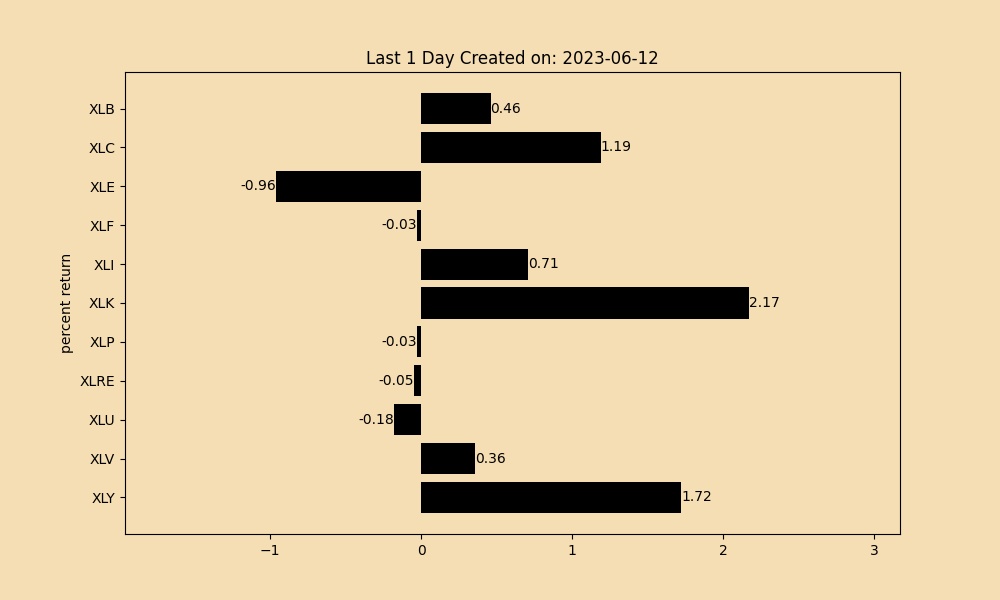 Last 1 Day Created on: 2023-06-12
percent return
XLB 0.46
XLC 1.19
XLE -0.96
XLF -0.03
XLI 0.71
XLK 2.17
XLP -0.03
XLRE -0.05
XLU -0.18
XLV 0.36
XLY 1.72
−1 0 1 2 3